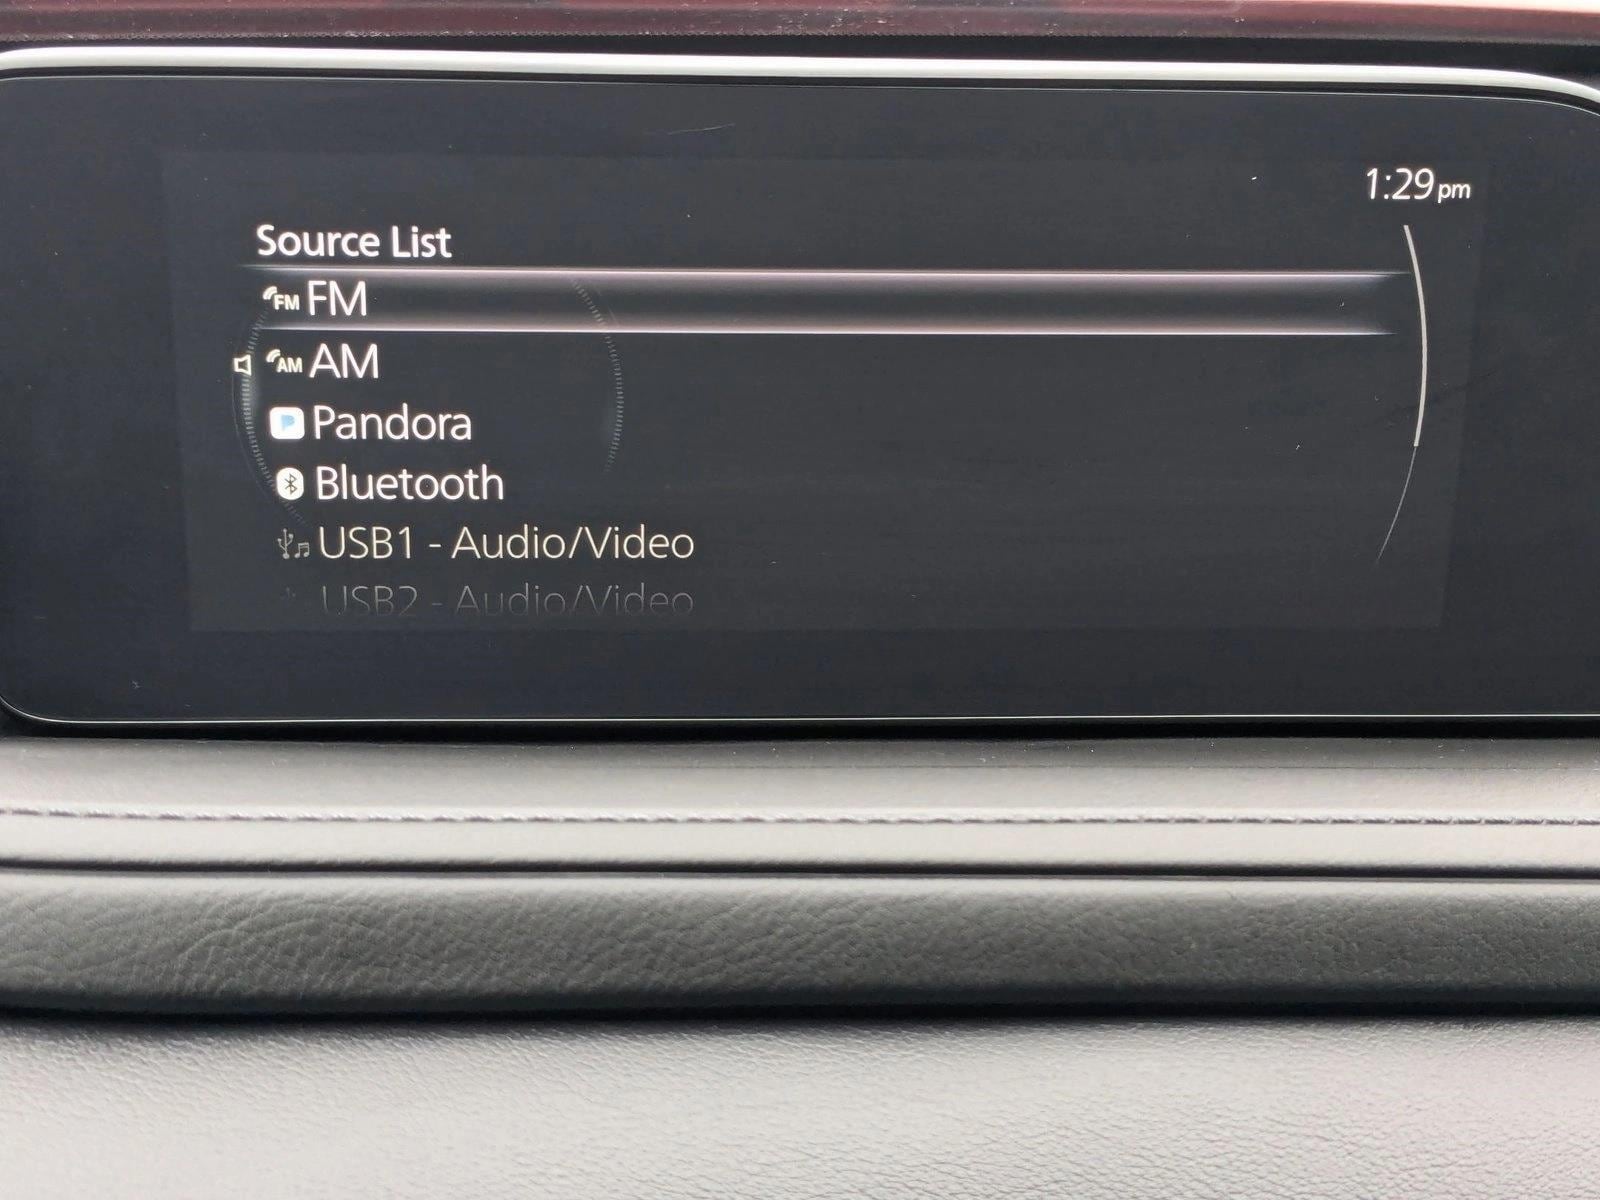 1:29pm
Source List
FM FM
AM AM
Pandora
Bluetooth
USB1 - Audio/Video
USB2 - Audio/Video